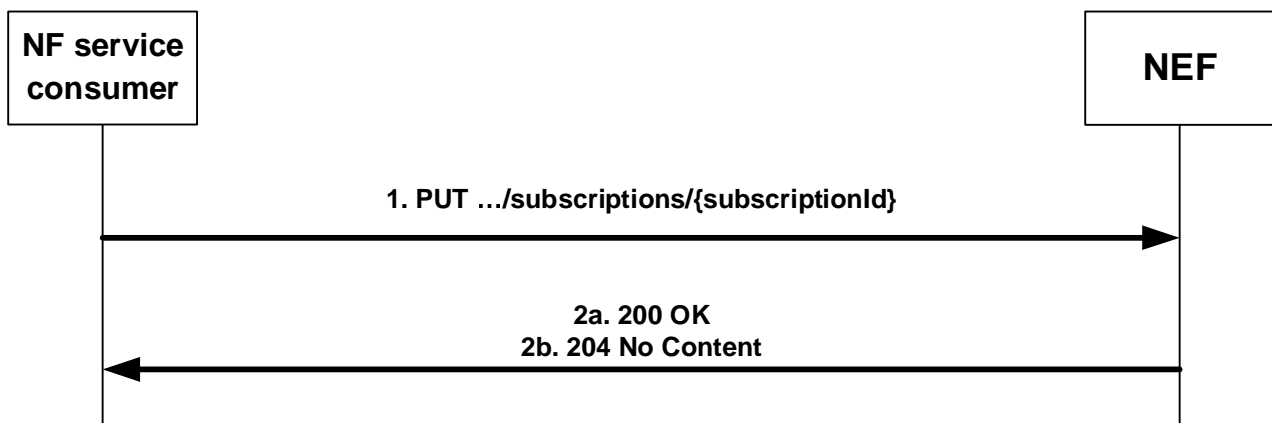 NF service
consumer
NEF
1. PUT …/subscriptions/{subscriptionId}
2a. 200 OK
2b. 204 No Content